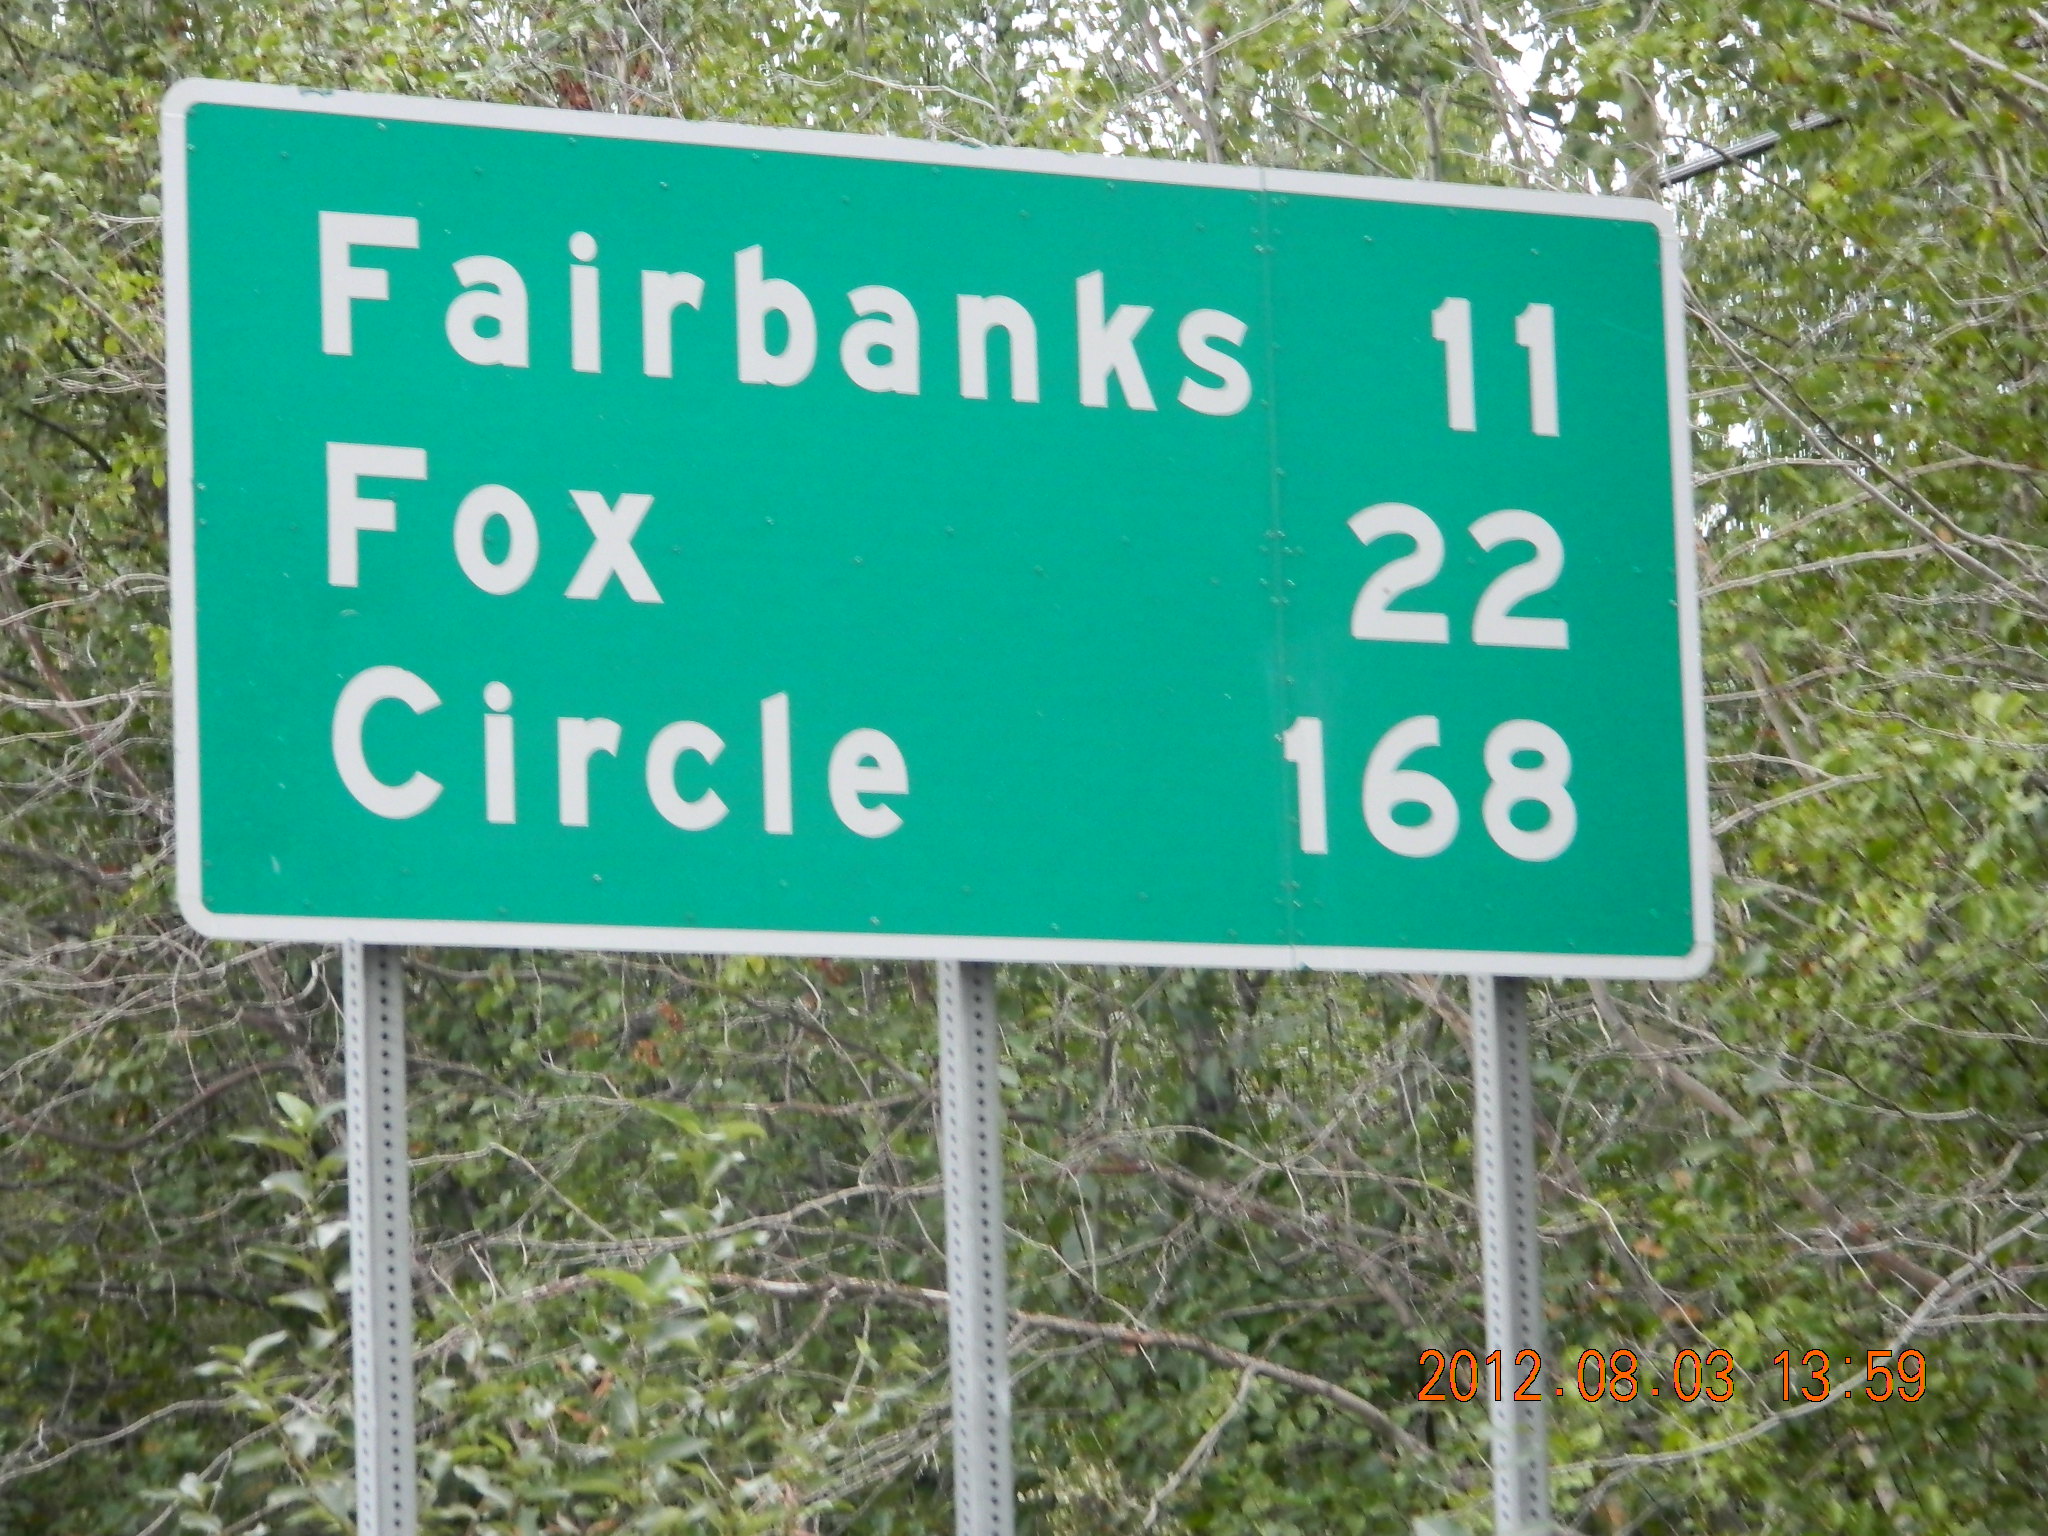 Fairbanks 11
Fox 22
Circle 168
2012.08.03 13:59